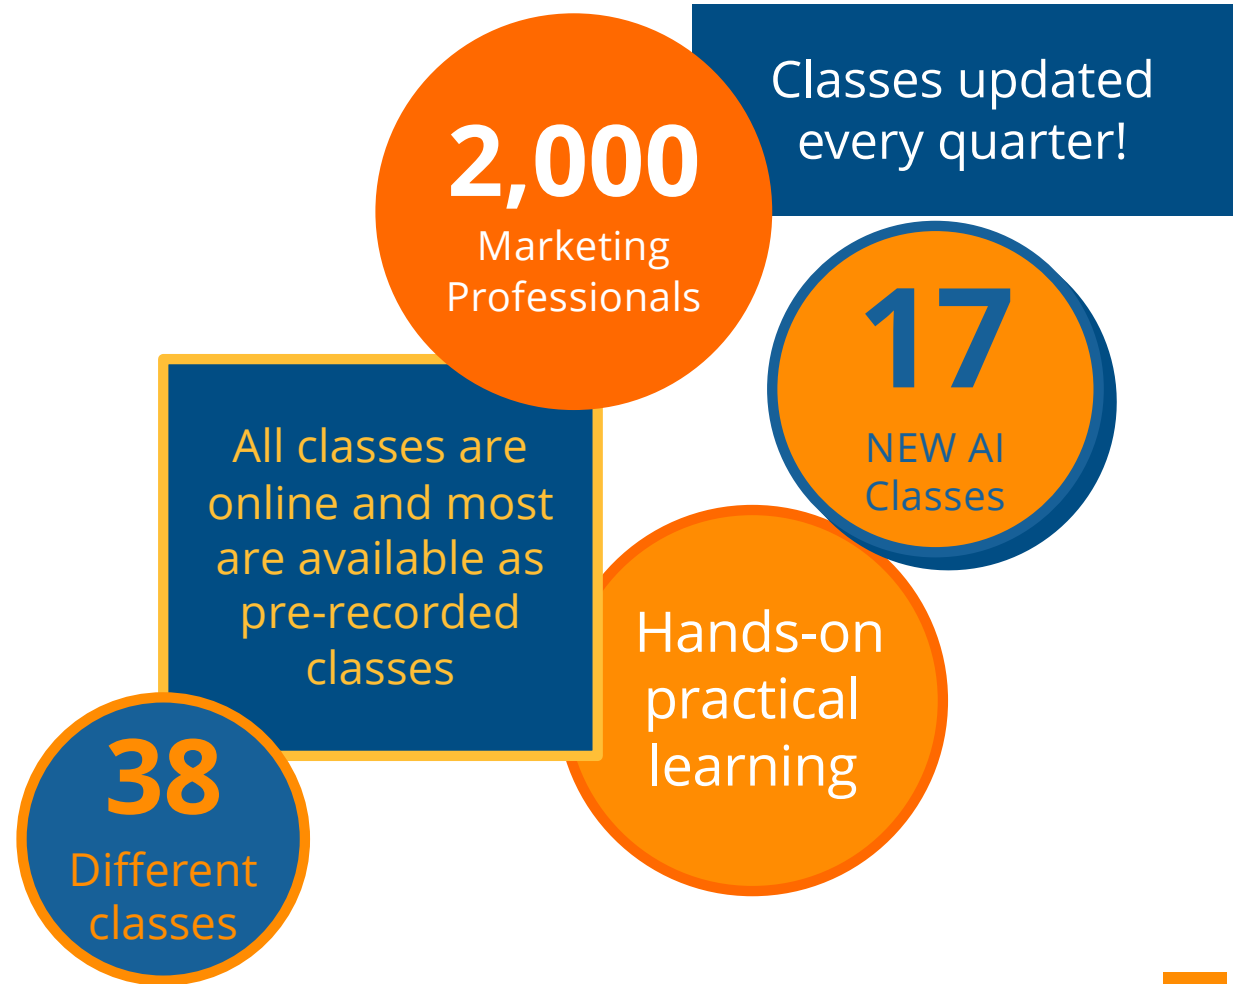 Classes updated
every quarter!
2,000
Marketing
Professionals
17
NEW AI
Classes
All classes are
online and most
are available as
pre-recorded
classes
Hands-on
practical
learning
38
Different
classes